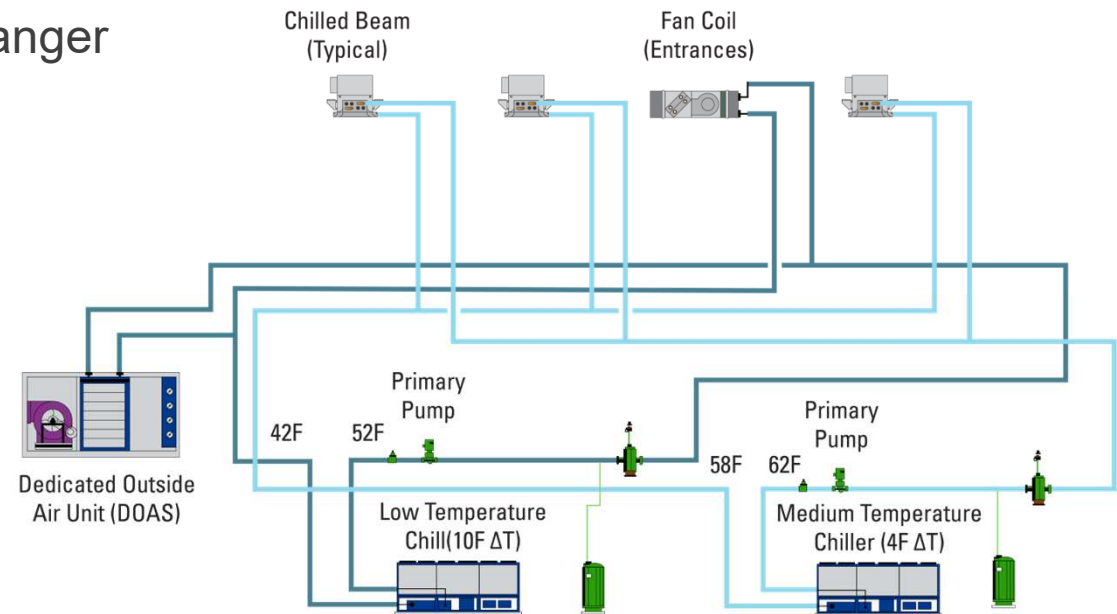 anger
Chilled Beam
(Typical)
Fan Coil
(Entrances)
Primary
Pump
42F
52F
Primary
Pump
58F
62F
Dedicated Outside
Air Unit (DOAS)
Low Temperature
Chill(10F ΔT)
Medium Temperature
Chiller (4F ΔT)